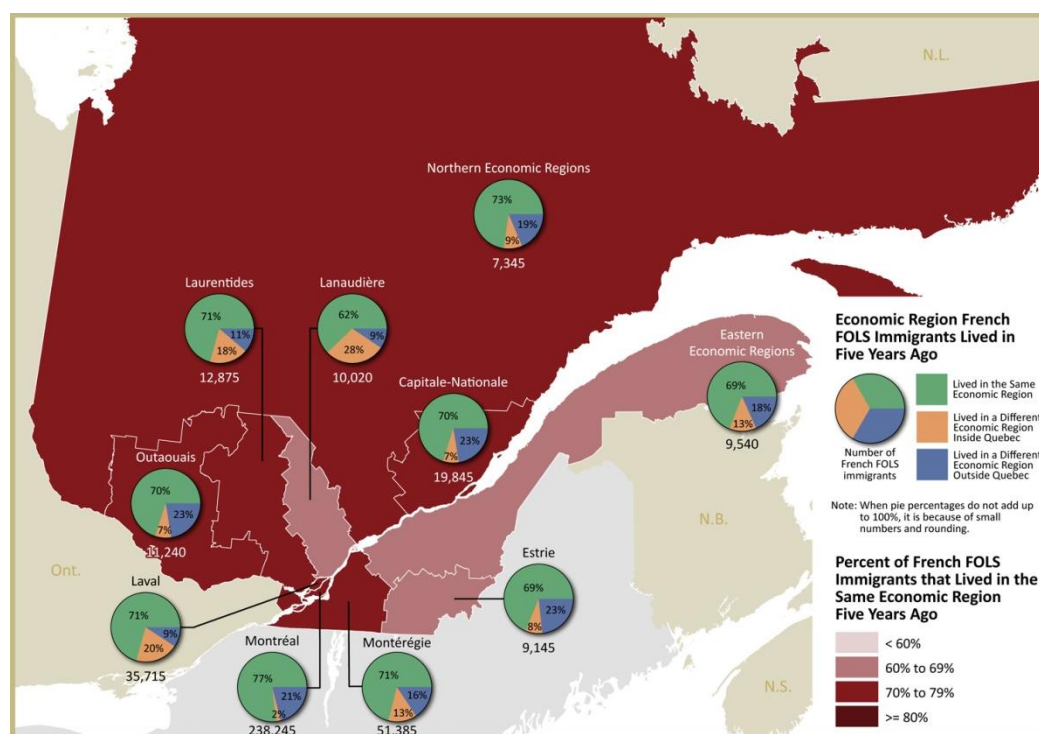 N.L.
Northern Economic Regions
73%
19%
9%
7,345
Laurentides
71%
11%
18%
12,875
Lanaudière
62%
9%
28%
10,020
Capitale-Nationale
70%
23%
7%
19,845
Eastern
Economic Regions
69%
18%
13%
9,540
Outaouais
70%
23%
7%
11,240
Ont.
Laval
71%
9%
20%
35,715
Montréal
77%
21%
2%
238,245
Montérégie
71%
16%
13%
51,385
Estrie
69%
23%
8%
9,145
N.B.
N.S.
Economic Region French
FOLS Immigrants Lived in
Five Years Ago
Number of
French FOLS
immigrants
Lived in the Same
Economic Region
Lived in a Different
Economic Region
Inside Quebec
Lived in a Different
Economic Region
Outside Quebec
Note: When pie percentages do not add up
to 100%, it is because of small
numbers and rounding.
Percent of French FOLS
Immigrants that Lived in the
Same Economic Region
Five Years Ago
< 60%
60% to 69%
70% to 79%
>= 80%